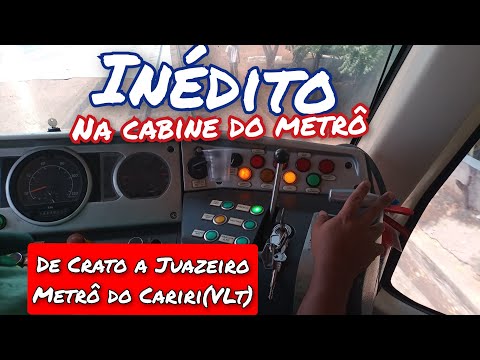 INÉDITO
NA CABINE DO METRÔ
DE CRATO A JUAZEIRO
METRÔ DO CARIRI(VLT)